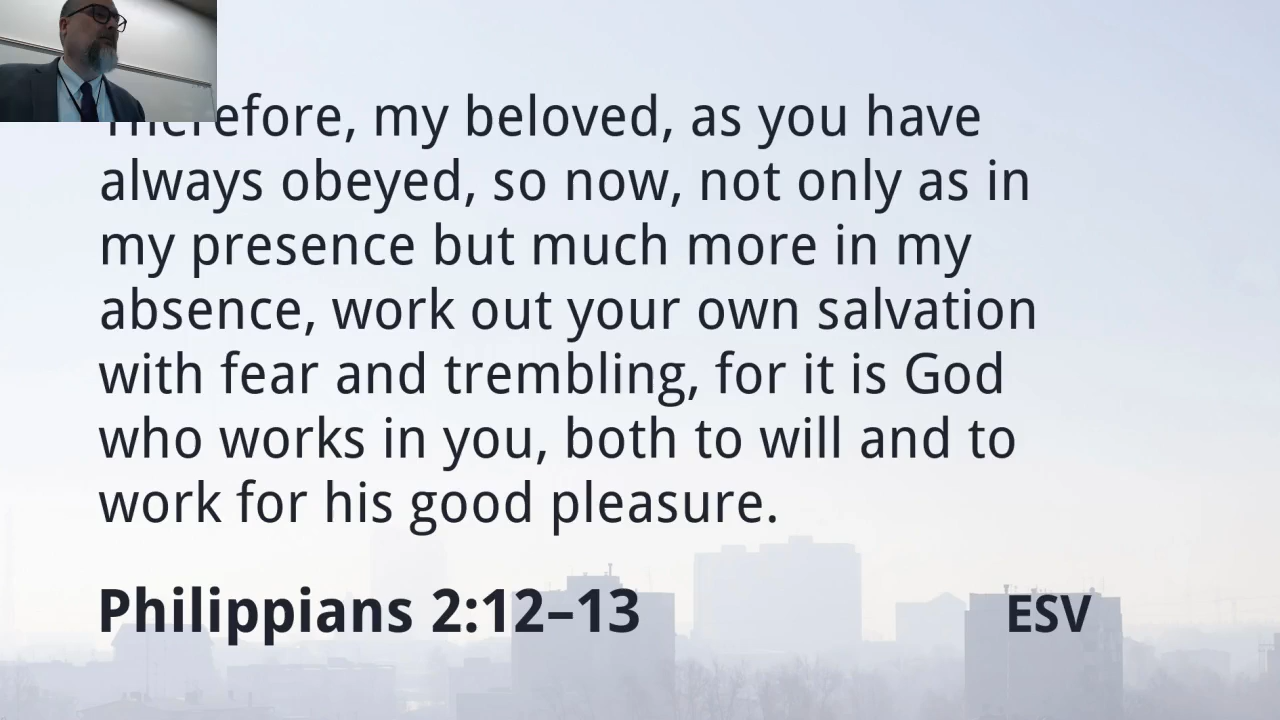 Therefore, my beloved, as you have
always obeyed, so now, not only as in
my presence but much more in my
absence, work out your own salvation
with fear and trembling, for it is God
who works in you, both to will and to
work for his good pleasure.
Philippians 2:12–13 ESV